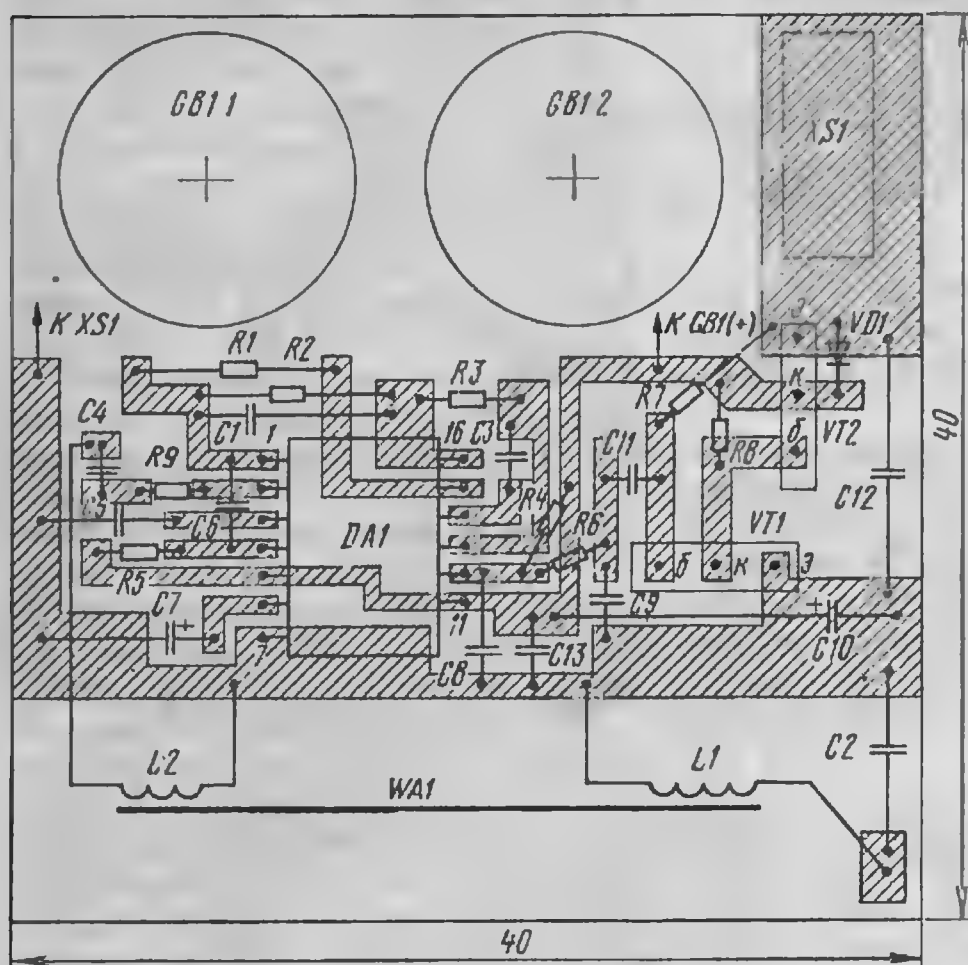 GB1 1
GB1 2
XS1
К XS1
К GB1(+)
VD1
R1
R2
R3
R7
э
к
C4
C1
1
16
C3
б
VT2
R9
C11
R8
C5
C6
R4
R6
C12
DA1
VT1
R5
б
к
э
C7
11
C9
7
C8
C13
+
C10
+
40
L2
WA1
L1
C2
40